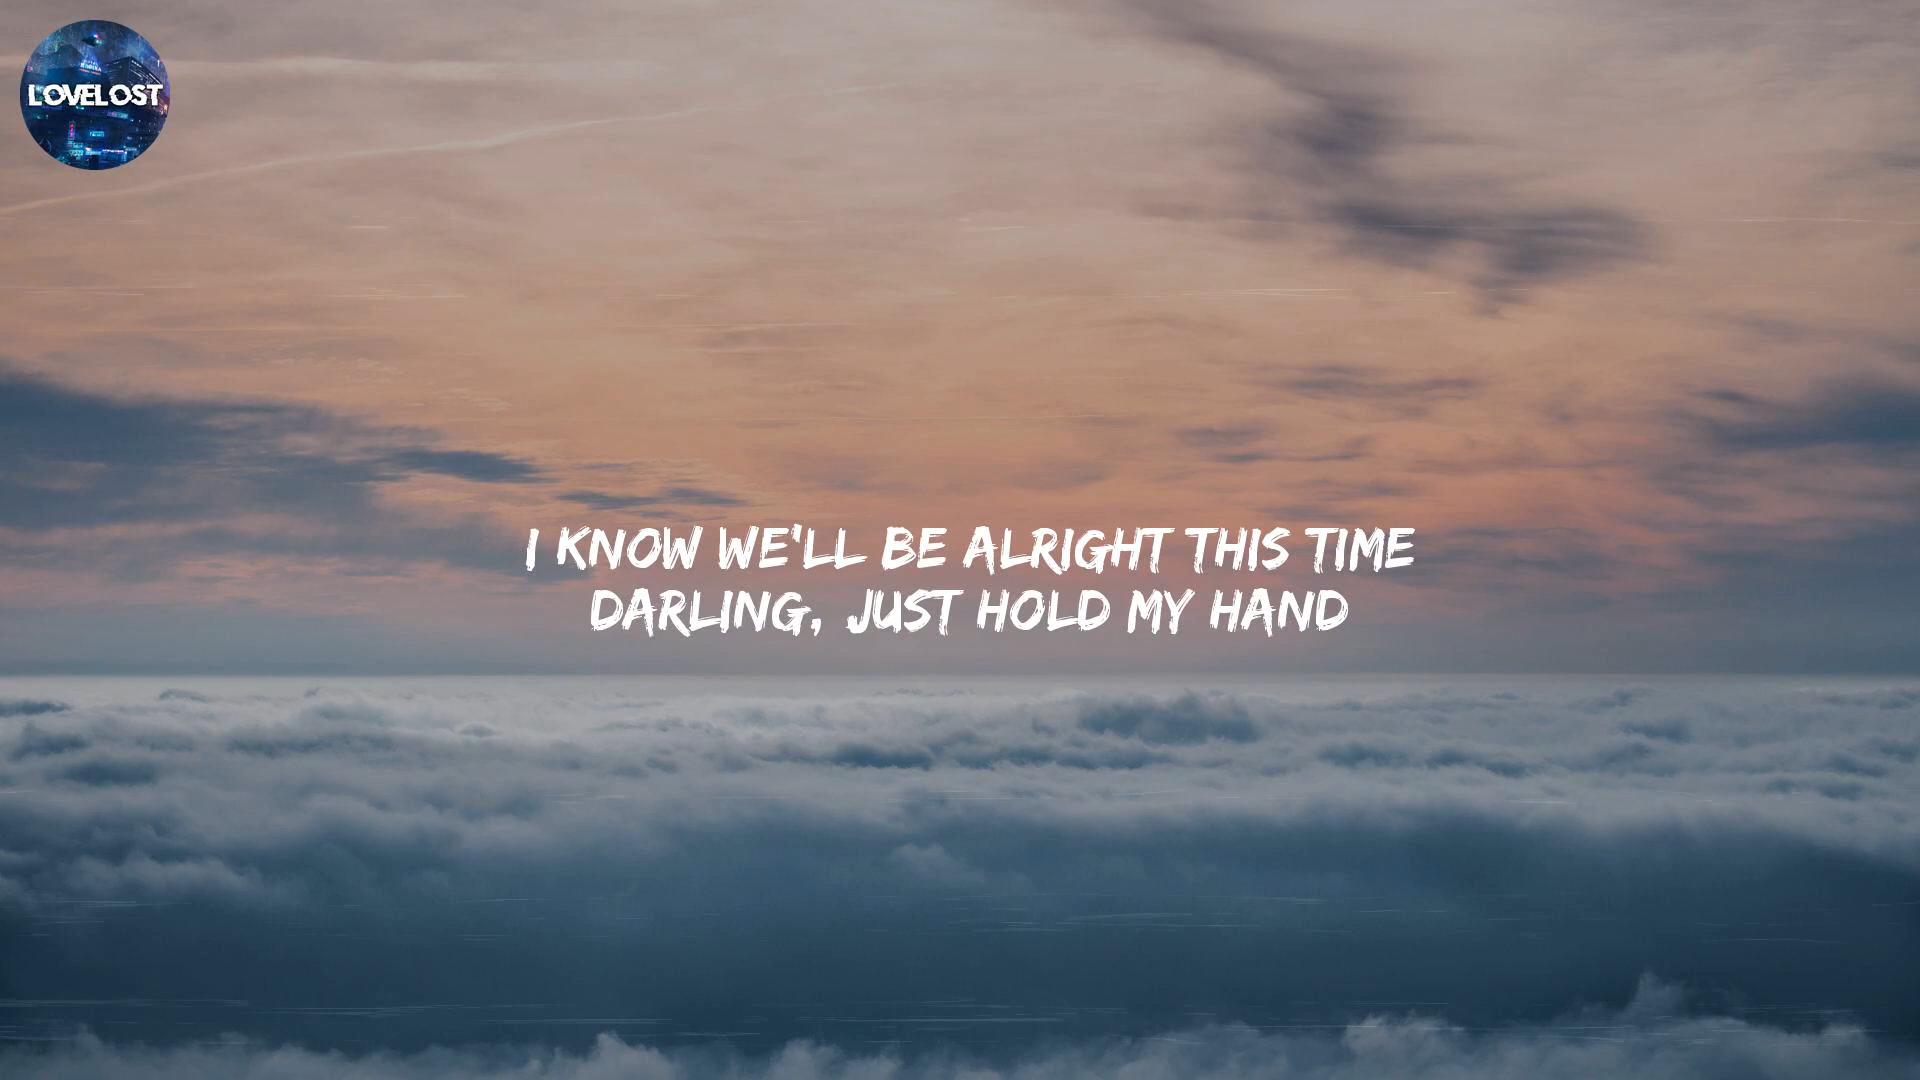 LOVELOST
I KNOW WE'LL BE ALRIGHT THIS TIME
DARLING, JUST HOLD MY HAND